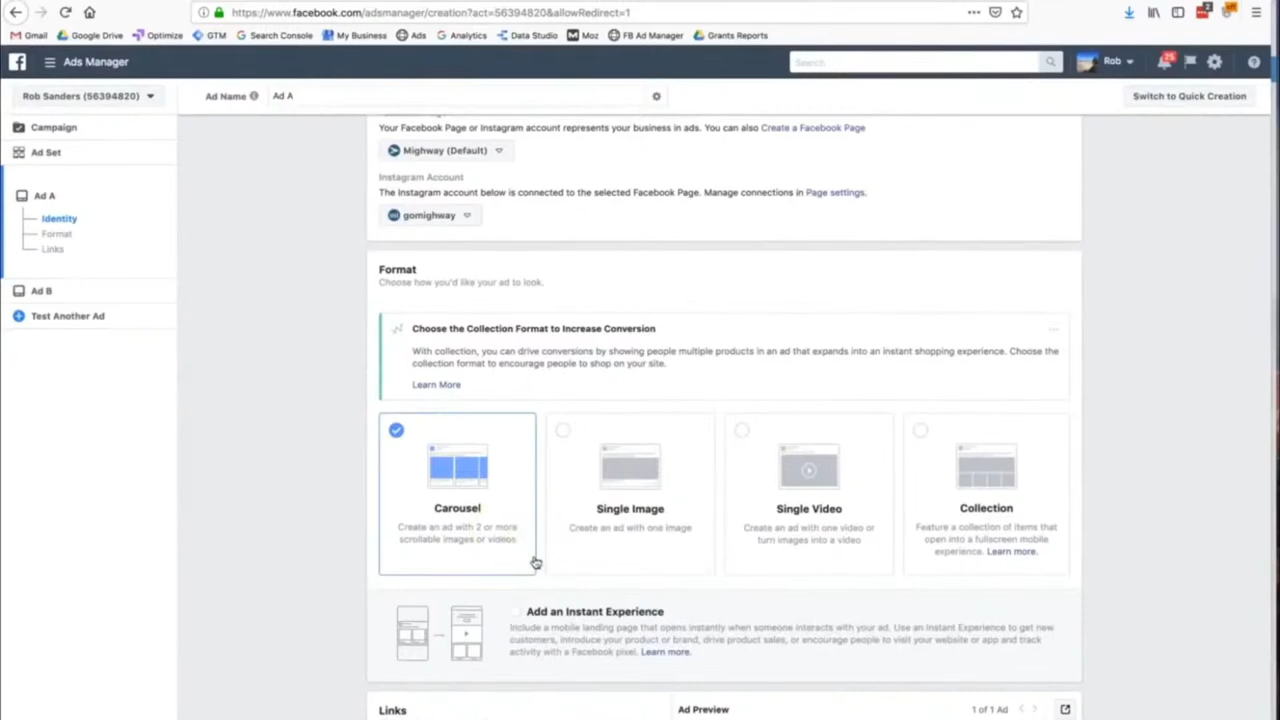 https://www.facebook.com/adsmanager/creation?act=56394820&allowRedirect=1
Gmail Google Drive Optimize GTM Search Console My Business Ads Analytics Data Studio Moz FB Ad Manager Grants Reports
Ads Manager Search Rob 25
Rob Sanders (56394820) Ad Name Ad A Switch to Quick Creation
Campaign
Ad Set
Ad A
Identity
Format
Links
Ad B
Test Another Ad
Your Facebook Page or Instagram account represents your business in ads. You can also Create a Facebook Page
Mighway (Default)
Instagram Account
The Instagram account below is connected to the selected Facebook Page. Manage connections in Page settings.
gomighway
Format
Choose how you'd like your ad to look.
Choose the Collection Format to Increase Conversion
With collection, you can drive conversions by showing people multiple products in an ad that expands into an instant shopping experience. Choose the
collection format to encourage people to shop on your site.
Learn More
Carousel
Create an ad with 2 or more
scrollable images or videos
Single Image
Create an ad with one image
Single Video
Create an ad with one video or
turn images into a video
Collection
Feature a collection of items that
open into a fullscreen mobile
experience. Learn more.
Add an Instant Experience
Include a mobile landing page that opens instantly when someone interacts with your ad. Use an Instant Experience to get new
customers, introduce your product or brand, drive product sales, or encourage people to visit your website or app and track
activity with a Facebook pixel. Learn more.
Links
Ad Preview 1 of 1 Ad